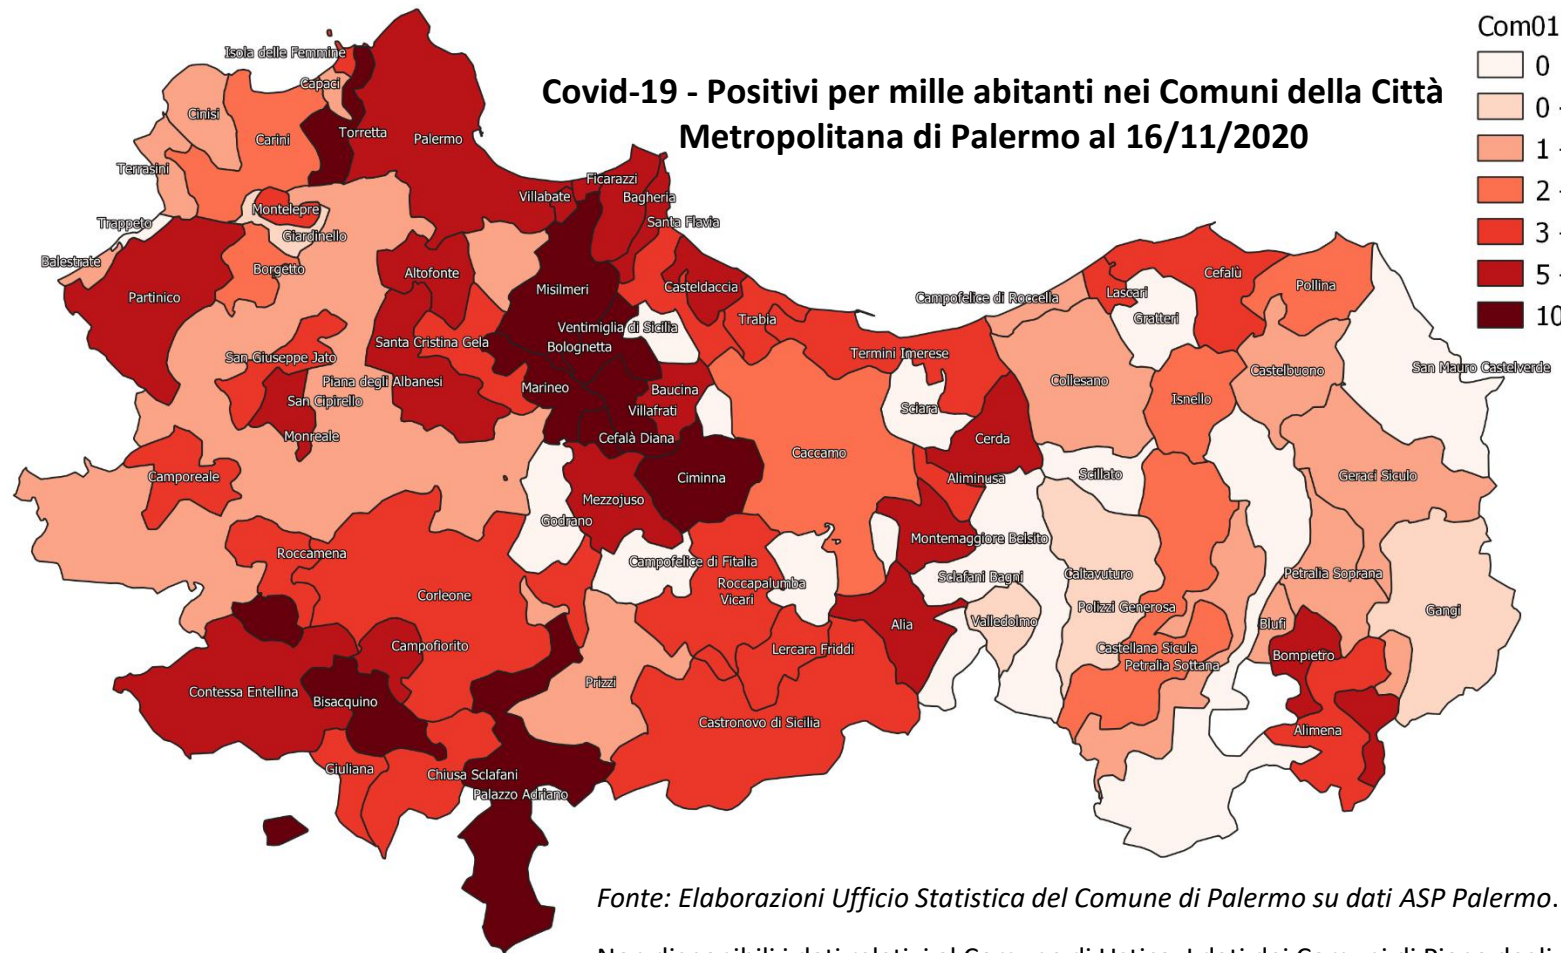 Com01
0
0 -
1 -
2 -
3 -
5 -
10
Covid-19 - Positivi per mille abitanti nei Comuni della Città
Metropolitana di Palermo al 16/11/2020
Isola delle Femmine
Capaci
Cinisi
Carini
Torretta
Palermo
Terrasini
Villabate
Ficarazzi
Bagheria
Santa Flavia
Montelepre
Trappeto
Giardinello
Balestrate
Borgetto
Altofonte
Partinico
Misilmeri
Casteldaccia
Cefalù
Pollina
Campofelice di Roccella
Lascari
Gratteri
Trabia
Ventimiglia di Sicilia
Bolognetta
Santa Cristina Gela
San Giuseppe Jato
Termini Imerese
San Mauro Castelverde
Castelbuono
Collesano
Piana degli Albanesi
Marineo
Baucina
San Cipirello
Villafrati
Sciara
Isnello
Monreale
Cefalà Diana
Cerda
Caccamo
Camporeale
Ciminna
Aliminusa
Scillato
Geraci Siculo
Mezzojuso
Godrano
Montemaggiore Belsito
Roccamena
Campofelice di Fitalia
Sclafani Bagni
Caltavuturo
Petralia Soprana
Roccapalumba
Vicari
Corleone
Polizzi Generosa
Gangi
Valledolmo
Alia
Blufi
Campofiorito
Lercara Friddi
Castellana Sicula
Bompietro
Petralia Sottana
Prizzi
Contessa Entellina
Bisacquino
Castronovo di Sicilia
Alimena
Giuliana
Chiusa Sclafani
Palazzo Adriano
Fonte: Elaborazioni Ufficio Statistica del Comune di Palermo su dati ASP Palermo.